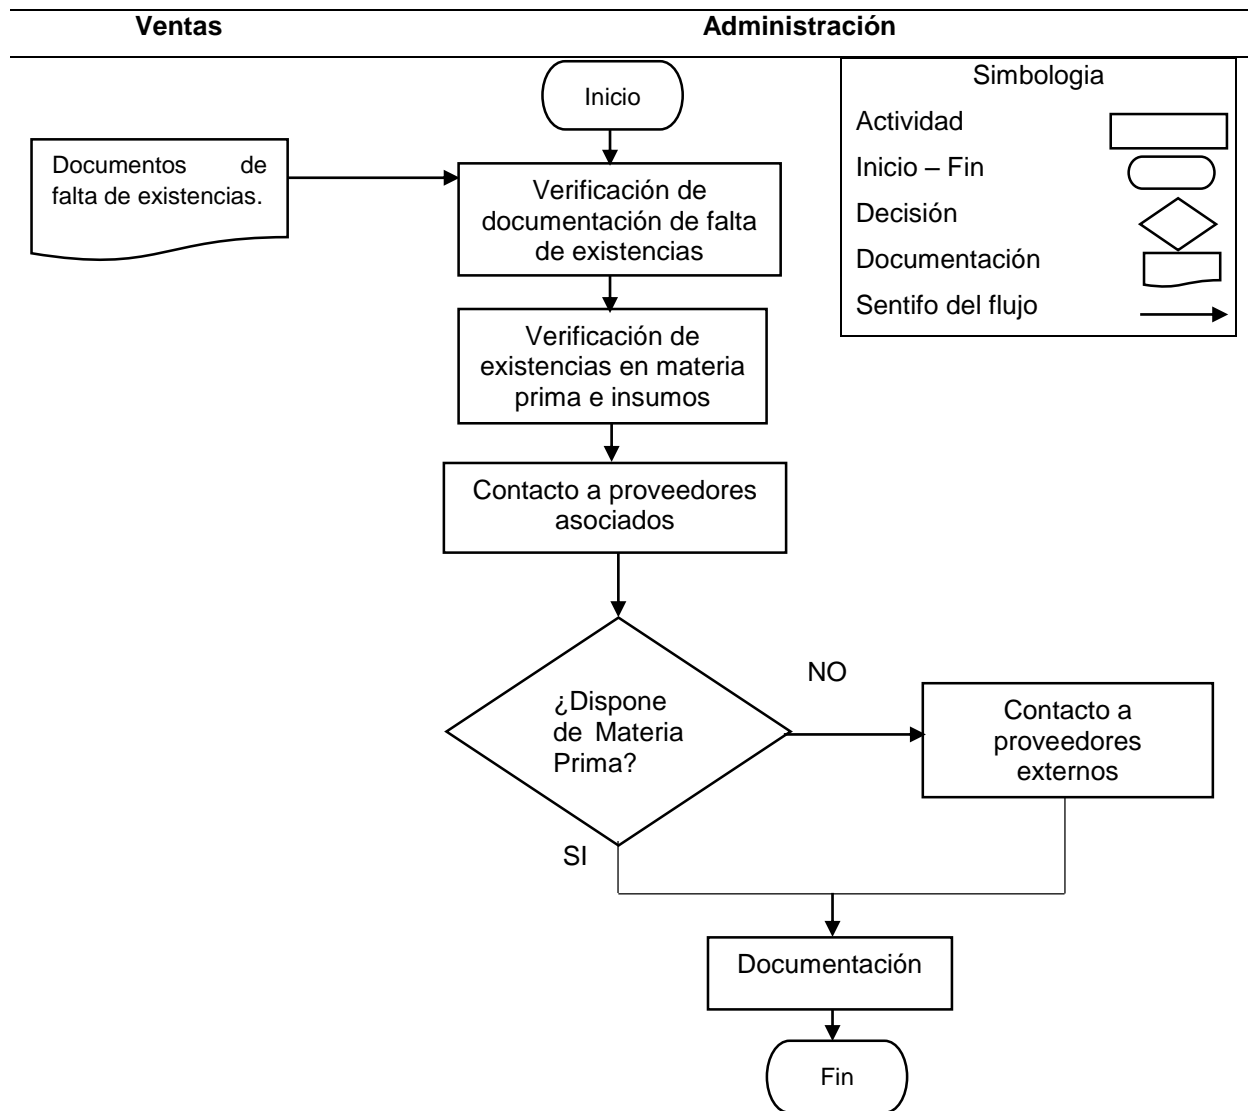 Ventas
Administración
Inicio
Simbologia
Actividad
Inicio – Fin
Decisión
Documentación
Sentifo del flujo
Documentos de
falta de existencias.
Verificación de
documentación de falta
de existencias
Verificación de
existencias en materia
prima e insumos
Contacto a proveedores
asociados
¿Dispone
de Materia
Prima?
NO
Contacto a
proveedores
externos
SI
Documentación
Fin